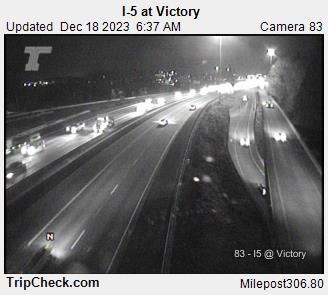 I-5 at Victory
Updated Dec 18 2023 6:37 AM Camera 83
T
N
83 - I5 @ Victory
TripCheck.com Milepost306.80